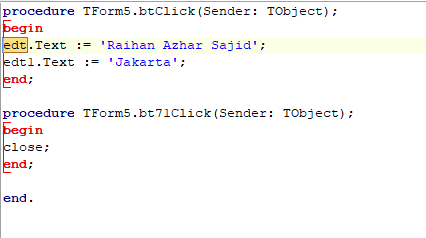 procedure TForm5.btClick(Sender: TObject);
begin
edt.Text := 'Raihan Azhar Sajid';
edt1.Text := 'Jakarta';
end;
procedure TForm5.bt71Click(Sender: TObject);
begin
close;
end;
end.